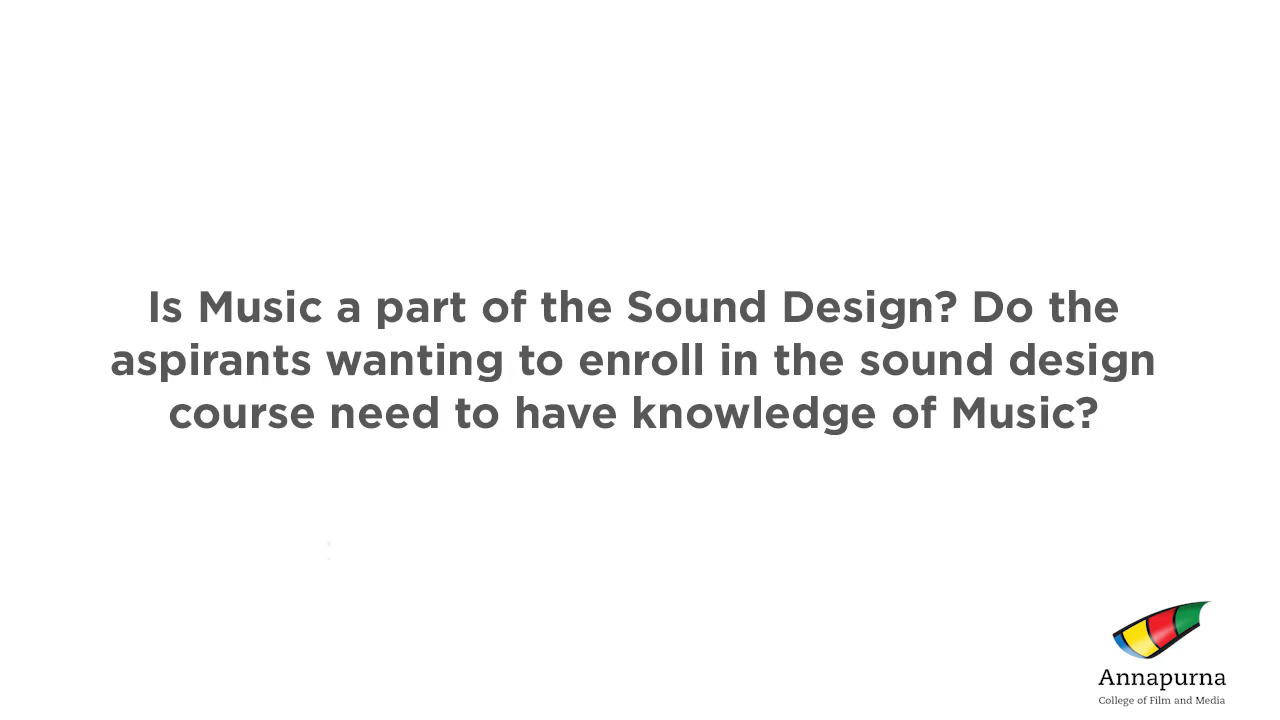 Is Music a part of the Sound Design? Do the
aspirants wanting to enroll in the sound design
course need to have knowledge of Music?
Annapurna
College of Film and Media